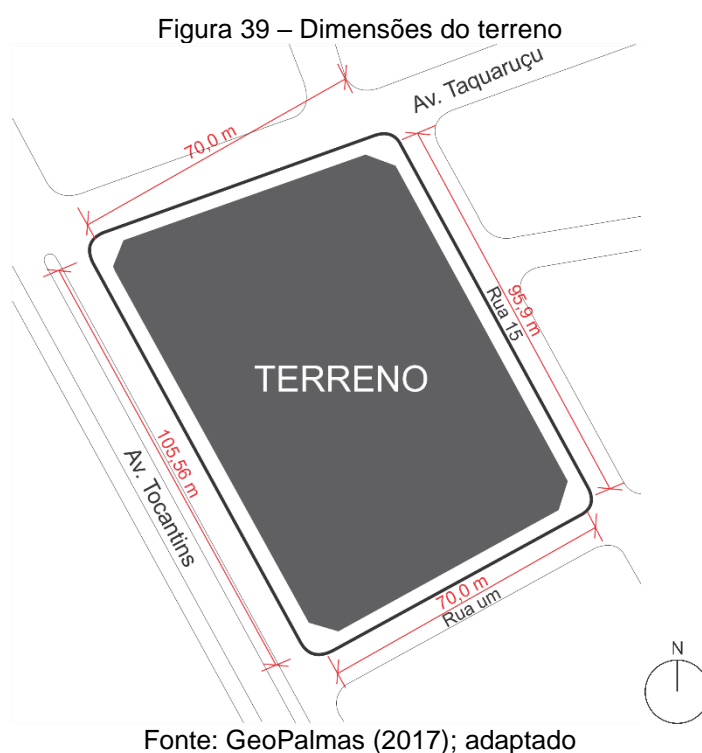 Figura 39 – Dimensões do terreno
Av. Taquaruçu
70,0 m
95,9 m
Rua 15
TERRENO
105,56 m
Av. Tocantins
70,0 m
Rua um
N
Fonte: GeoPalmas (2017); adaptado